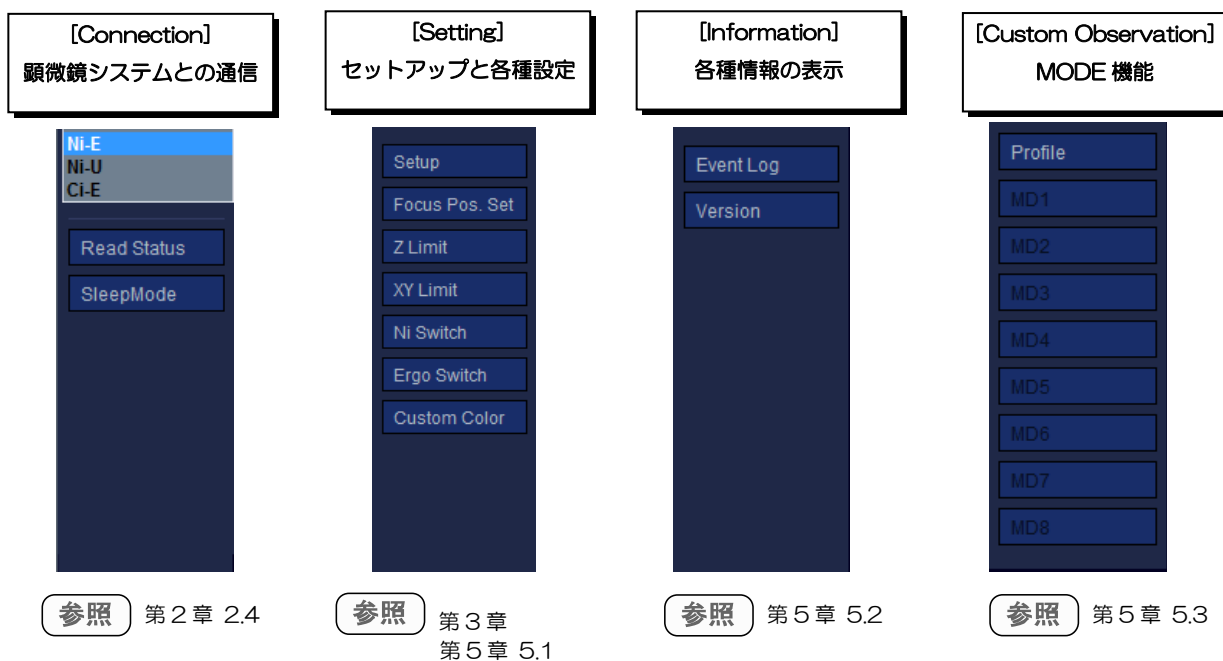 [Connection]
顕微鏡システムとの通信
Ni-E
Ni-U
Ci-E
Read Status
SleepMode
参照 第2章 2.4
[Setting]
セットアップと各種設定
Setup
Focus Pos. Set
Z Limit
XY Limit
Ni Switch
Ergo Switch
Custom Color
参照 第3章
第5章 5.1
[Information]
各種情報の表示
Event Log
Version
参照 第5章 5.2
[Custom Observation]
MODE 機能
Profile
MD1
MD2
MD3
MD4
MD5
MD6
MD7
MD8
参照 第5章 5.3